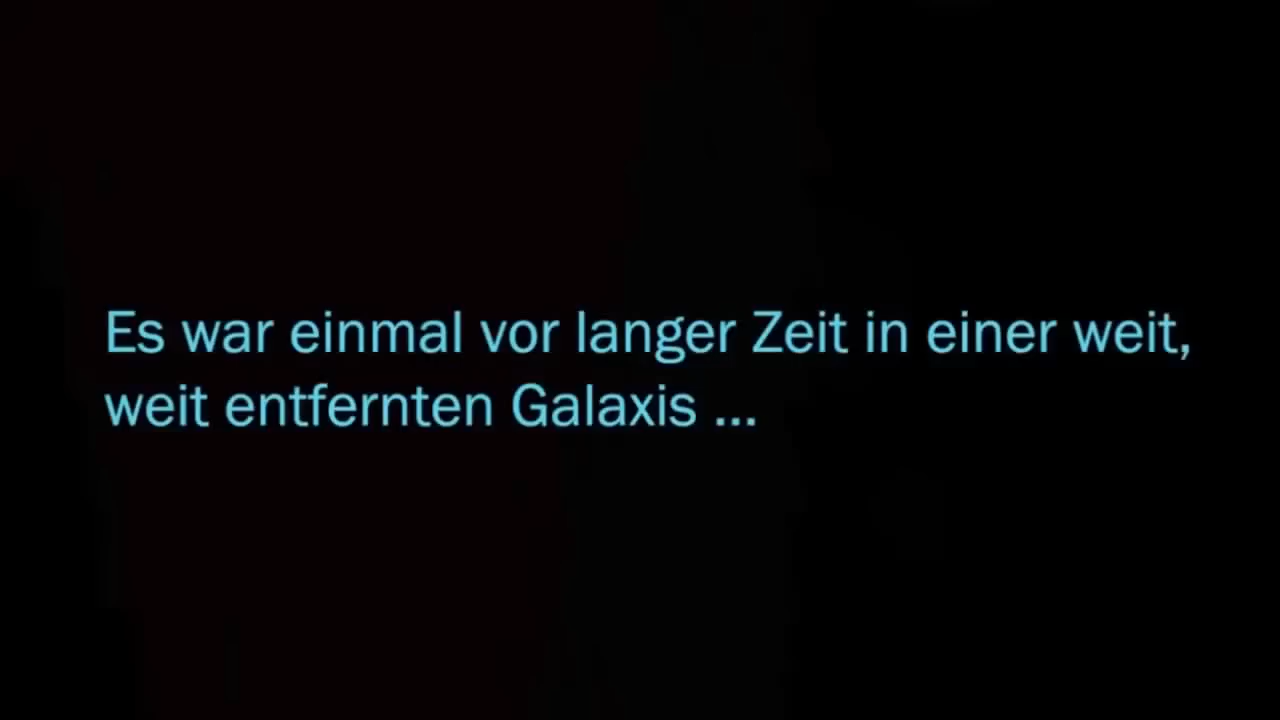 Es war einmal vor langer Zeit in einer weit,
weit entfernten Galaxis ...